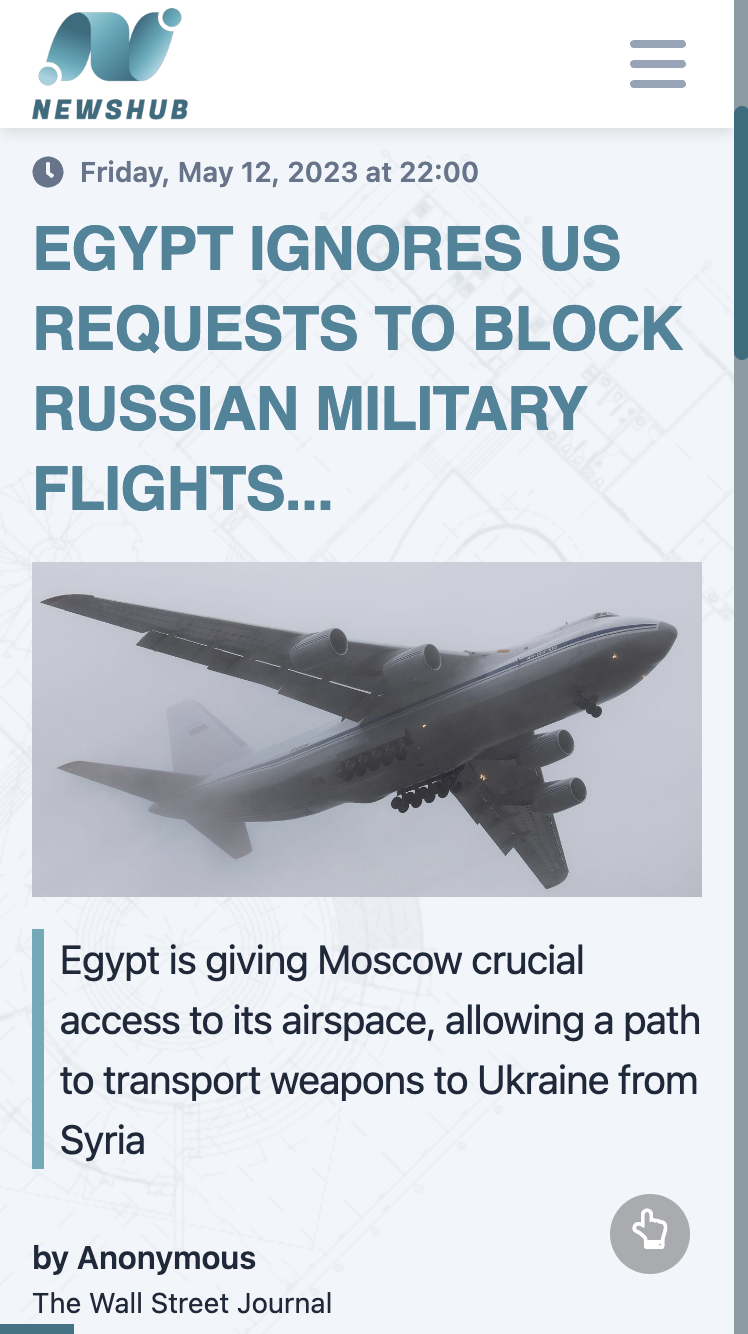 NEWSHUB
Friday, May 12, 2023 at 22:00
EGYPT IGNORES US
REQUESTS TO BLOCK
RUSSIAN MILITARY
FLIGHTS...
Egypt is giving Moscow crucial
access to its airspace, allowing a path
to transport weapons to Ukraine from
Syria
by Anonymous
The Wall Street Journal